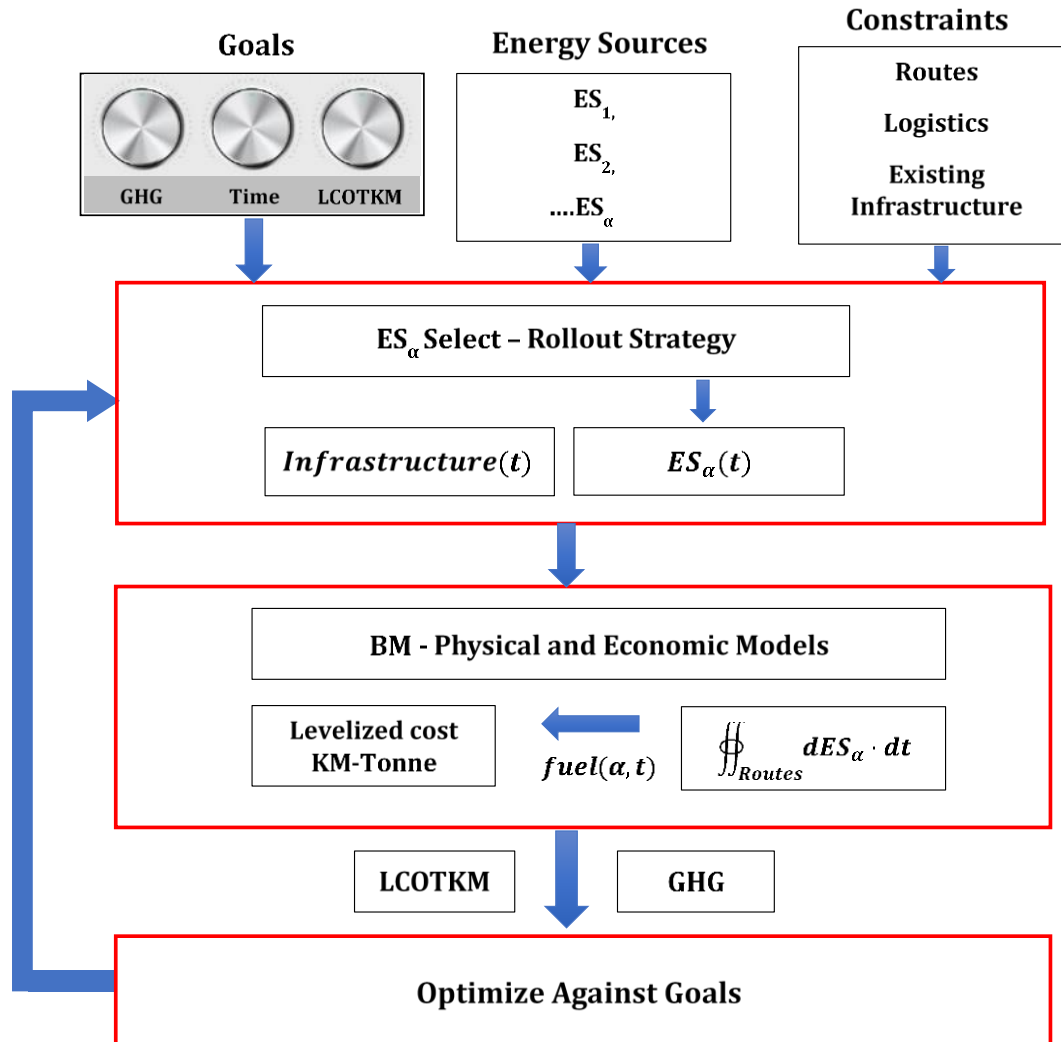 Goals
Energy Sources
Constraints
GHG Time LCOTKM
ES1,
ES2,
....ESα
Routes
Logistics
Existing
Infrastructure
ESα Select – Rollout Strategy
Infrastructure(t)
ESα(t)
BM - Physical and Economic Models
Levelized cost
KM-Tonne
fuel(α, t)
∯Routes dESα · dt
LCOTKM
GHG
Optimize Against Goals